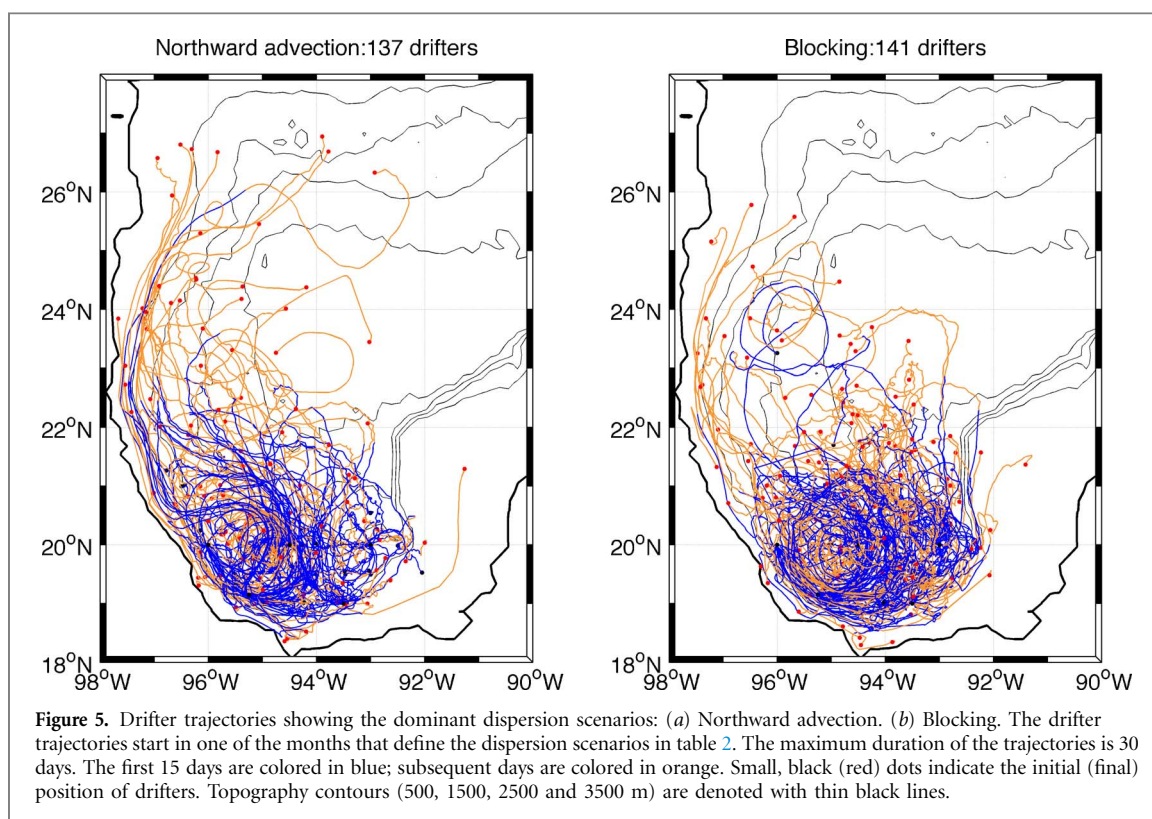 Northward advection:137 drifters
Blocking:141 drifters
26°N
24°N
22°N
20°N
18°N
98°W 96°W 94°W 92°W 90°W
26°N
24°N
22°N
20°N
18°N
98°W 96°W 94°W 92°W 90°W
Figure 5. Drifter trajectories showing the dominant dispersion scenarios: (a) Northward advection. (b) Blocking. The drifter
trajectories start in one of the months that define the dispersion scenarios in table 2. The maximum duration of the trajectories is 30
days. The first 15 days are colored in blue; subsequent days are colored in orange. Small, black (red) dots indicate the initial (final)
position of drifters. Topography contours (500, 1500, 2500 and 3500 m) are denoted with thin black lines.